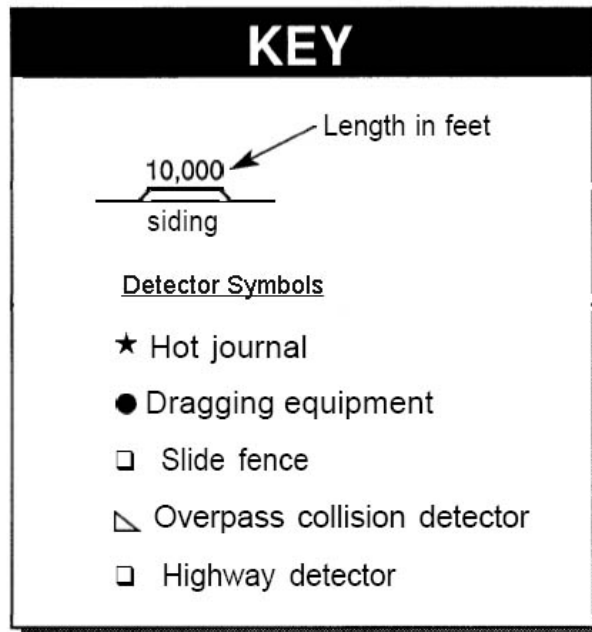 KEY
Length in feet
10,000
siding
Detector Symbols
★ Hot journal
● Dragging equipment
❑ Slide fence
◺ Overpass collision detector
❑ Highway detector